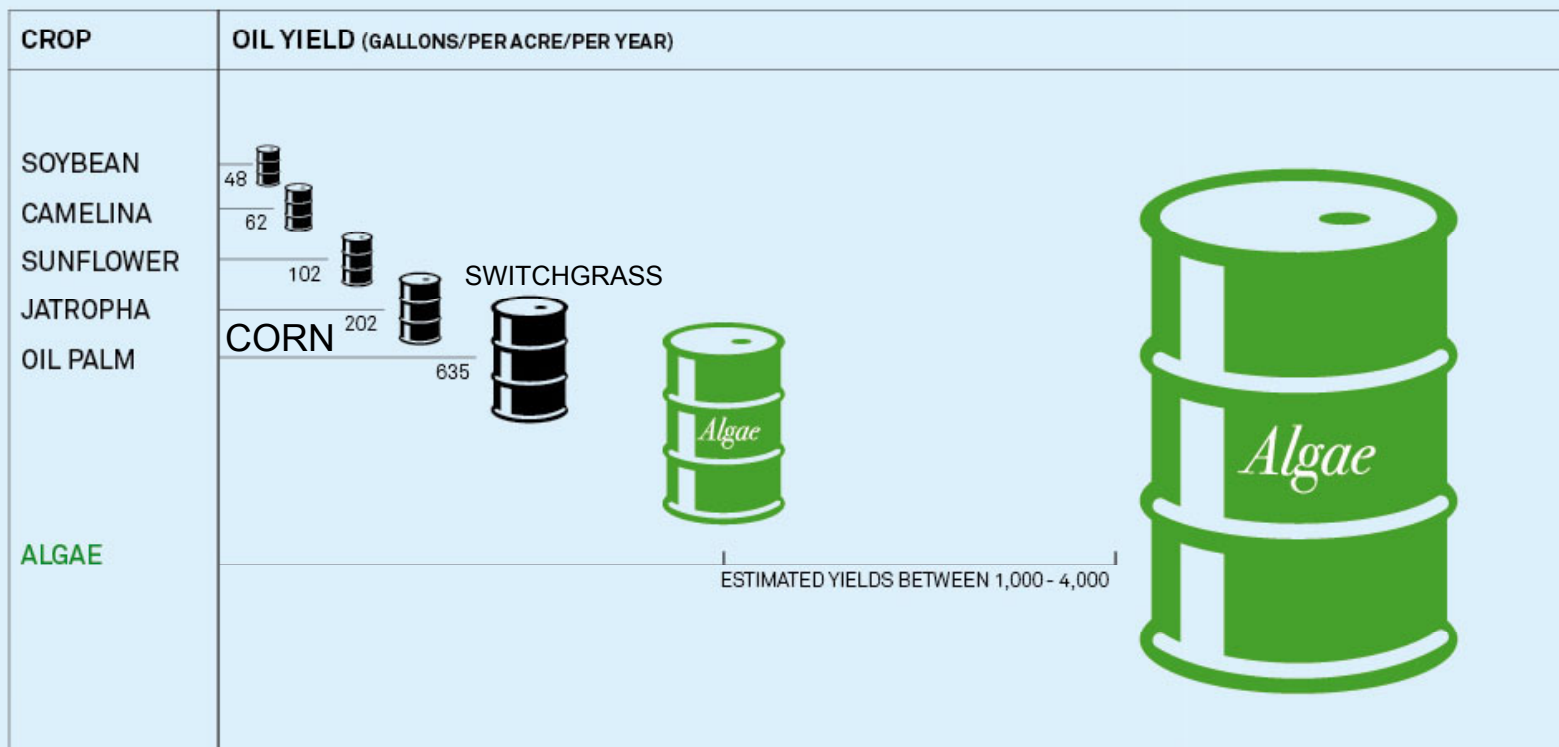 CROP OIL YIELD (GALLONS/PER ACRE/PER YEAR)
SOYBEAN 48
CAMELINA 62
SUNFLOWER 102
SWITCHGRASS
JATROPHA 202
CORN
OIL PALM 635
Algae
Algae
ALGAE
ESTIMATED YIELDS BETWEEN 1,000 - 4,000